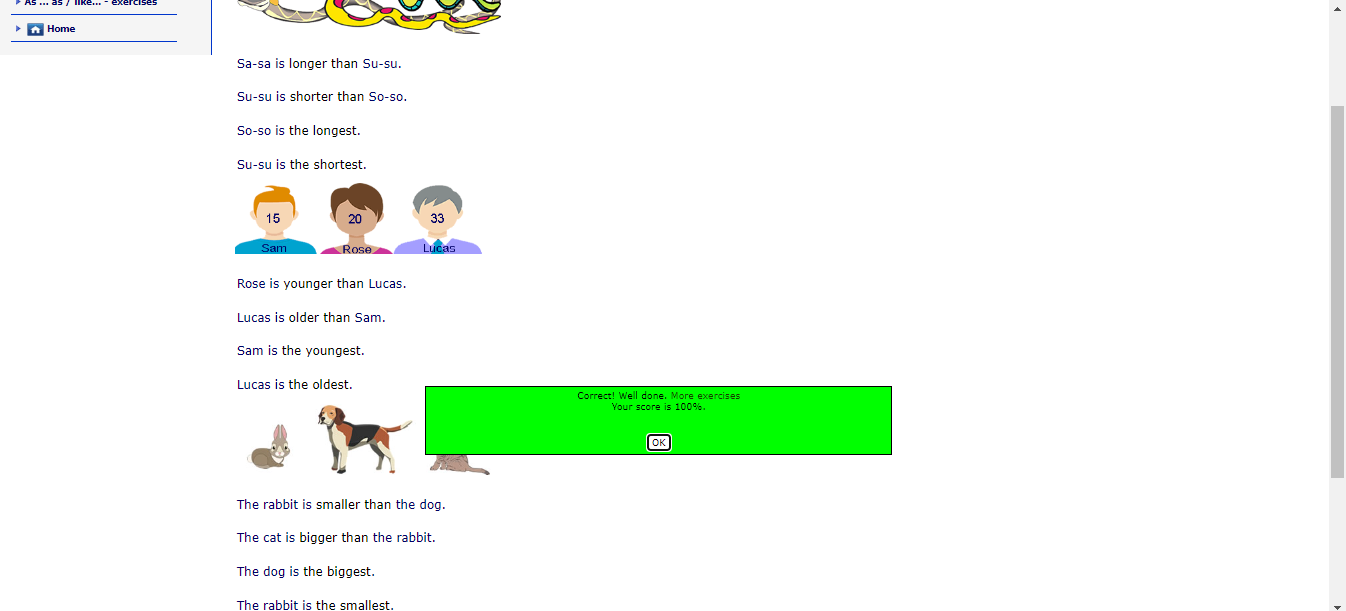 As ... as / like... - exercises
Home
Sa-sa is longer than Su-su.
Su-su is shorter than So-so.
So-so is the longest.
Su-su is the shortest.
15 20 33
Sam Rose Lucas
Rose is younger than Lucas.
Lucas is older than Sam.
Sam is the youngest.
Lucas is the oldest.
Correct! Well done. More exercises
Your score is 100%.
OK
The rabbit is smaller than the dog.
The cat is bigger than the rabbit.
The dog is the biggest.
The rabbit is the smallest.